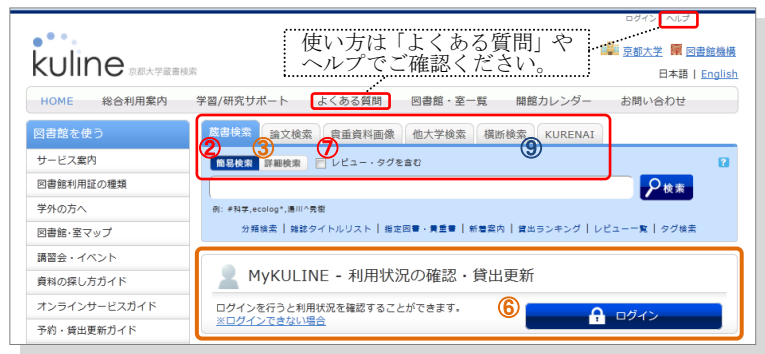 ログイン ヘルプ
使い方は「よくある質問」や
ヘルプでご確認ください。
kuline 京都大学蔵書検索
京都大学 図書館機構
日本語 | English
HOME 総合利用案内 学習/研究サポート よくある質問 図書館・室一覧 開館カレンダー お問い合わせ
図書館を使う
サービス案内
図書館利用証の種類
学外の方へ
図書館・室マップ
講習会・イベント
資料の探し方ガイド
オンラインサービスガイド
予約・貸出更新ガイド
蔵書検索 論文検索 貴重資料画像 他大学検索 横断検索 KURENAI
② ③ ⑦ ⑨
簡易検索 詳細検索 レビュー・タグを含む ?
検索
例: #科学,ecolog*,湯川^秀樹
分類検索 | 雑誌タイトルリスト | 指定図書・貴重書 | 新着案内 | 貸出ランキング | レビュー一覧 | タグ検索
MyKULINE - 利用状況の確認・貸出更新
ログインを行うと利用状況を確認することができます。
※ログインできない場合
⑥ ログイン